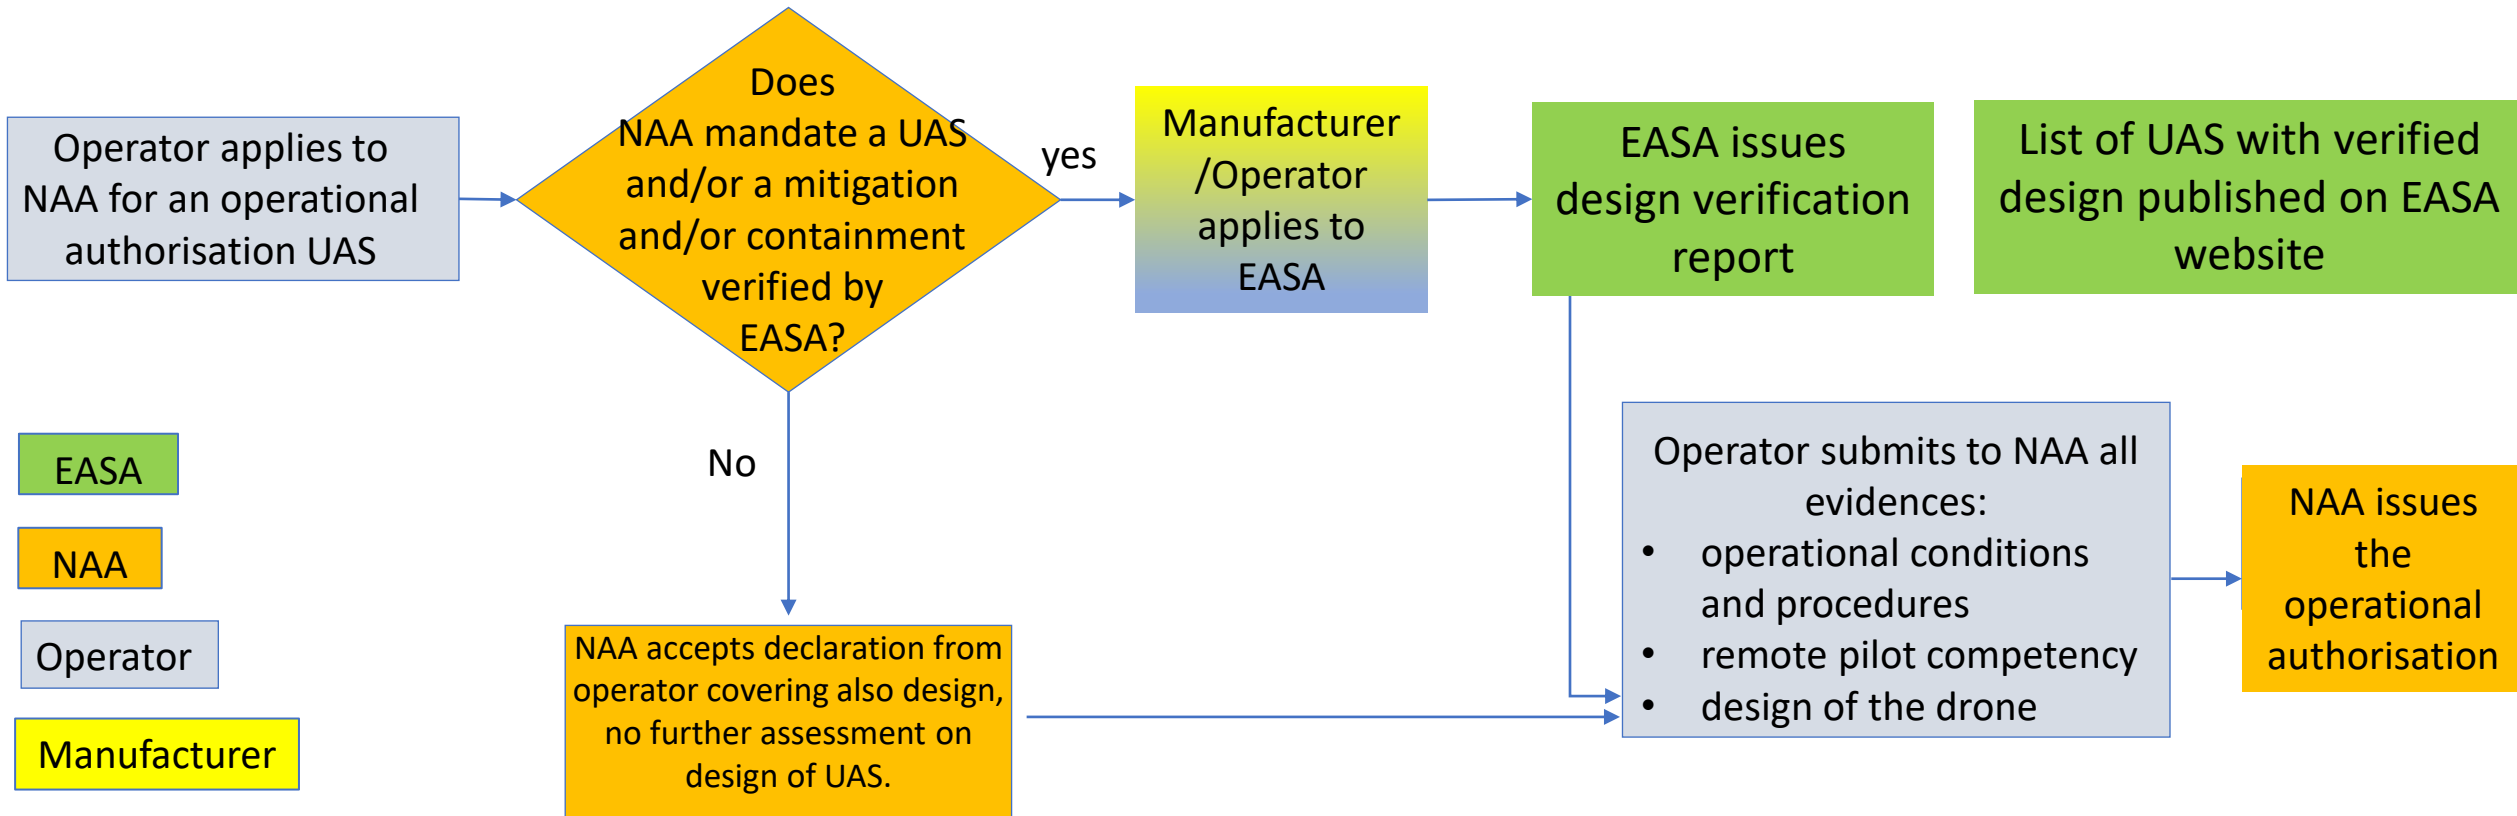 Operator applies to
NAA for an operational
authorisation UAS
Does
NAA mandate a UAS
and/or a mitigation
and/or containment
verified by
EASA?
yes
Manufacturer
/Operator
applies to
EASA
EASA issues
design verification
report
List of UAS with verified
design published on EASA
website
No
EASA
NAA
Operator
Manufacturer
NAA accepts declaration from
operator covering also design,
no further assessment on
design of UAS.
Operator submits to NAA all
evidences:
• operational conditions
and procedures
• remote pilot competency
• design of the drone
NAA issues
the
operational
authorisation